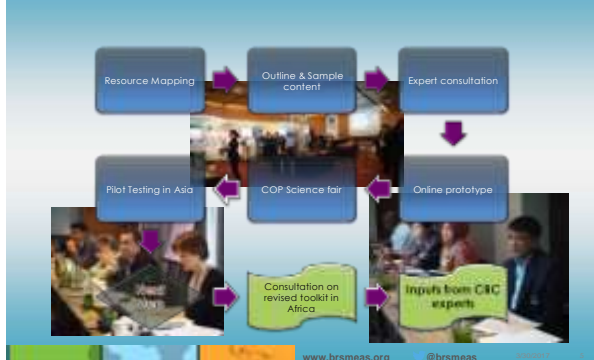 Resource Mapping
Outline & Sample
content
Expert consultation
Pilot Testing in Asia
COP Science fair
Online prototype
Consultation on
revised toolkit in
Africa
Inputs from CRC
experts
www.brsmeas.org
@brsmeas